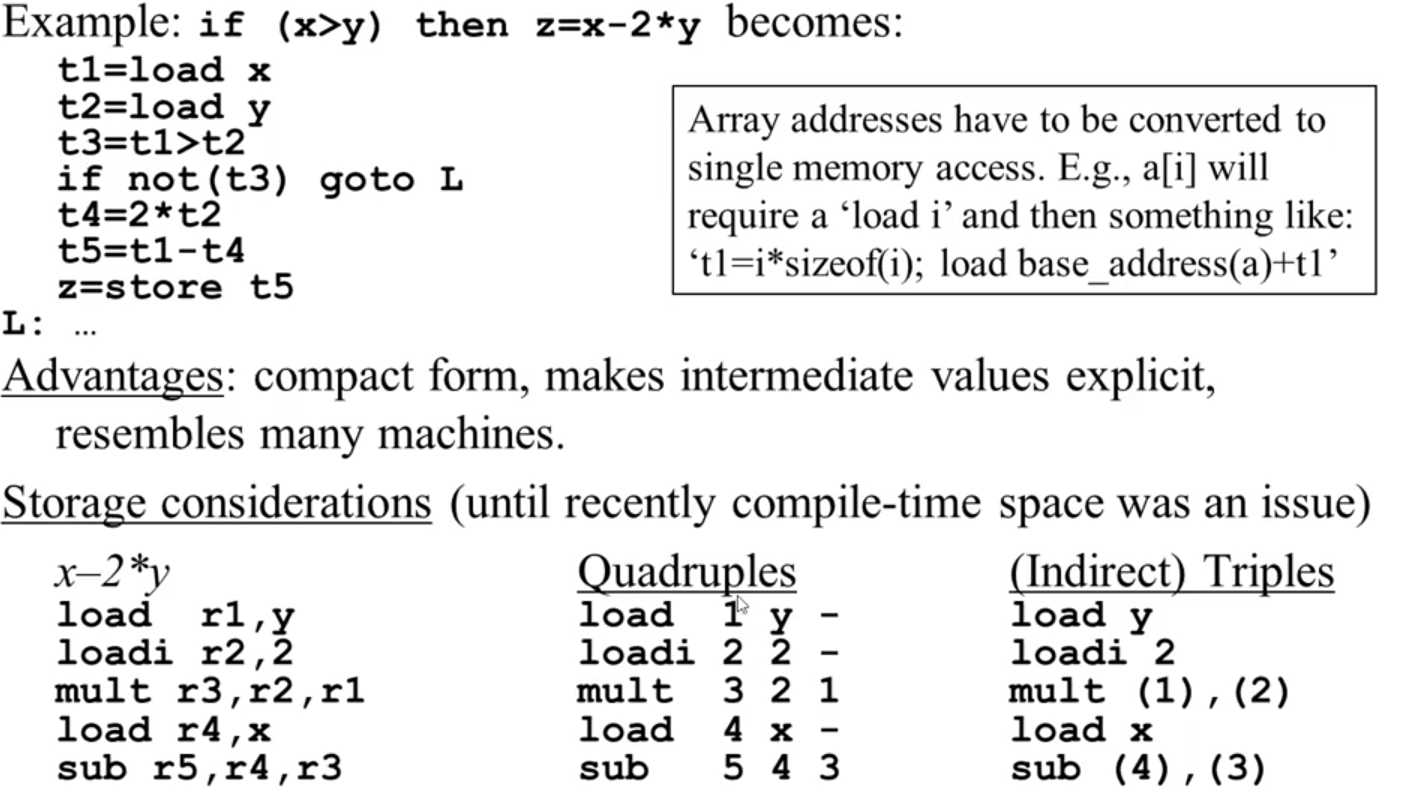 Example: if (x>y) then z=x-2*y becomes:
t1=load x
t2=load y
t3=t1>t2
if not(t3) goto L
t4=2*t2
t5=t1-t4
z=store t5
L: …
Array addresses have to be converted to
single memory access. E.g., a[i] will
require a ‘load i’ and then something like:
‘t1=i*sizeof(i); load base_address(a)+t1’
Advantages: compact form, makes intermediate values explicit,
resembles many machines.
Storage considerations (until recently compile-time space was an issue)
x–2*y
load r1,y
loadi r2,2
mult r3,r2,r1
load r4,x
sub r5,r4,r3
Quadruples
load 1 y -
loadi 2 2 -
mult 3 2 1
load 4 x -
sub 5 4 3
(Indirect) Triples
load y
loadi 2
mult (1),(2)
load x
sub (4),(3)